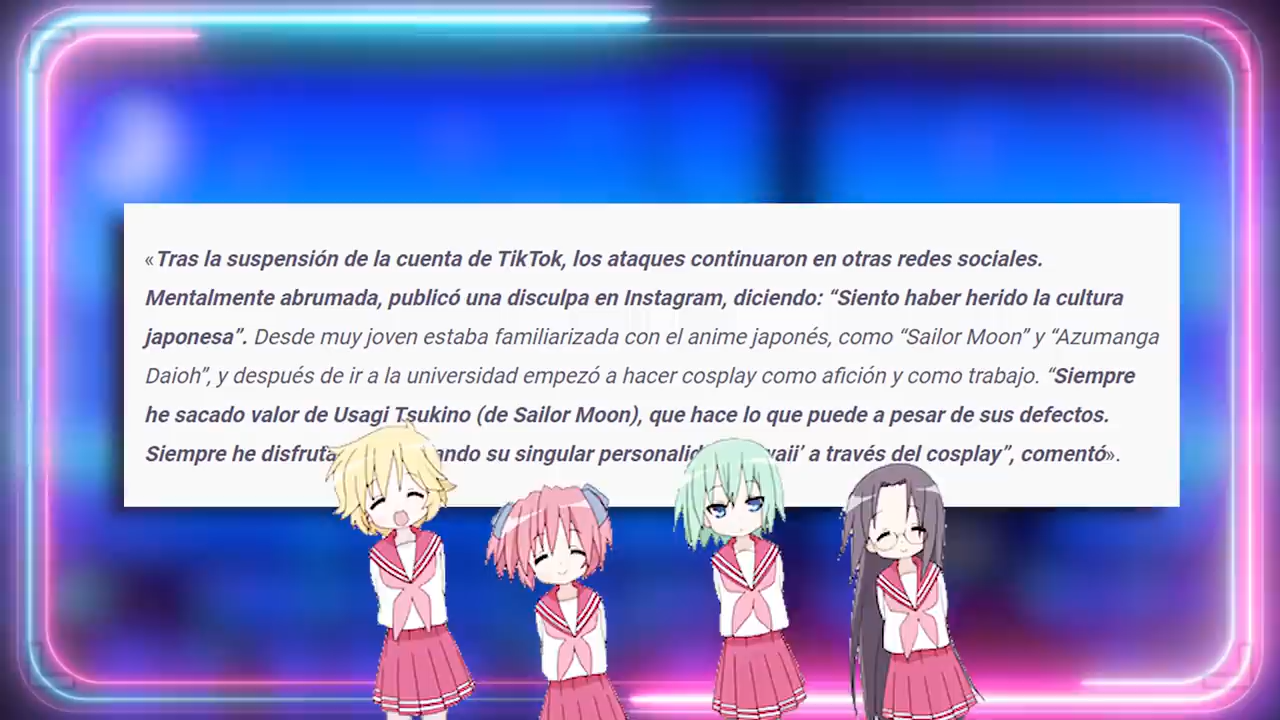 «Tras la suspensión de la cuenta de TikTok, los ataques continuaron en otras redes sociales.
Mentalmente abrumada, publicó una disculpa en Instagram, diciendo: “Siento haber herido la cultura
japonesa”. Desde muy joven estaba familiarizada con el anime japonés, como “Sailor Moon” y “Azumanga
Daioh”, y después de ir a la universidad empezó a hacer cosplay como afición y como trabajo. “Siempre
he sacado valor de Usagi Tsukino (de Sailor Moon), que hace lo que puede a pesar de sus defectos.
Siempre he su singular a través del cosplay”, comentó».